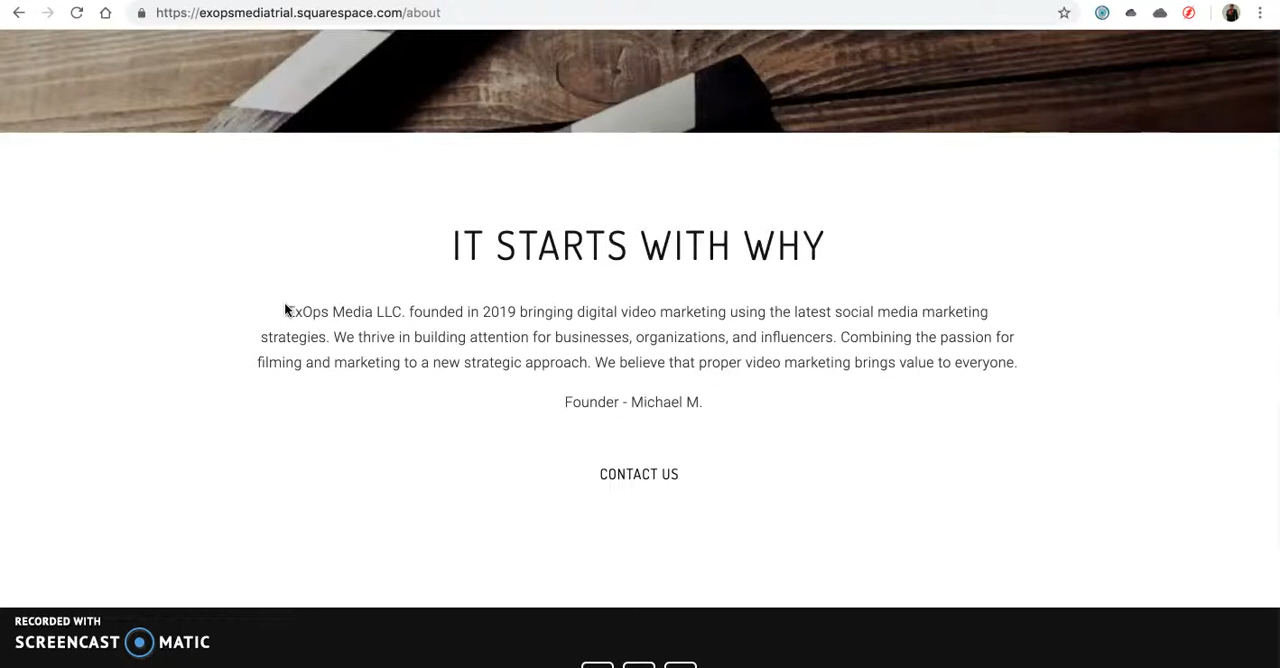 https://exopsmediatrial.squarespace.com/about
IT STARTS WITH WHY
ExOps Media LLC. founded in 2019 bringing digital video marketing using the latest social media marketing
strategies. We thrive in building attention for businesses, organizations, and influencers. Combining the passion for
filming and marketing to a new strategic approach. We believe that proper video marketing brings value to everyone.
Founder - Michael M.
CONTACT US
RECORDED WITH
SCREENCAST MATIC